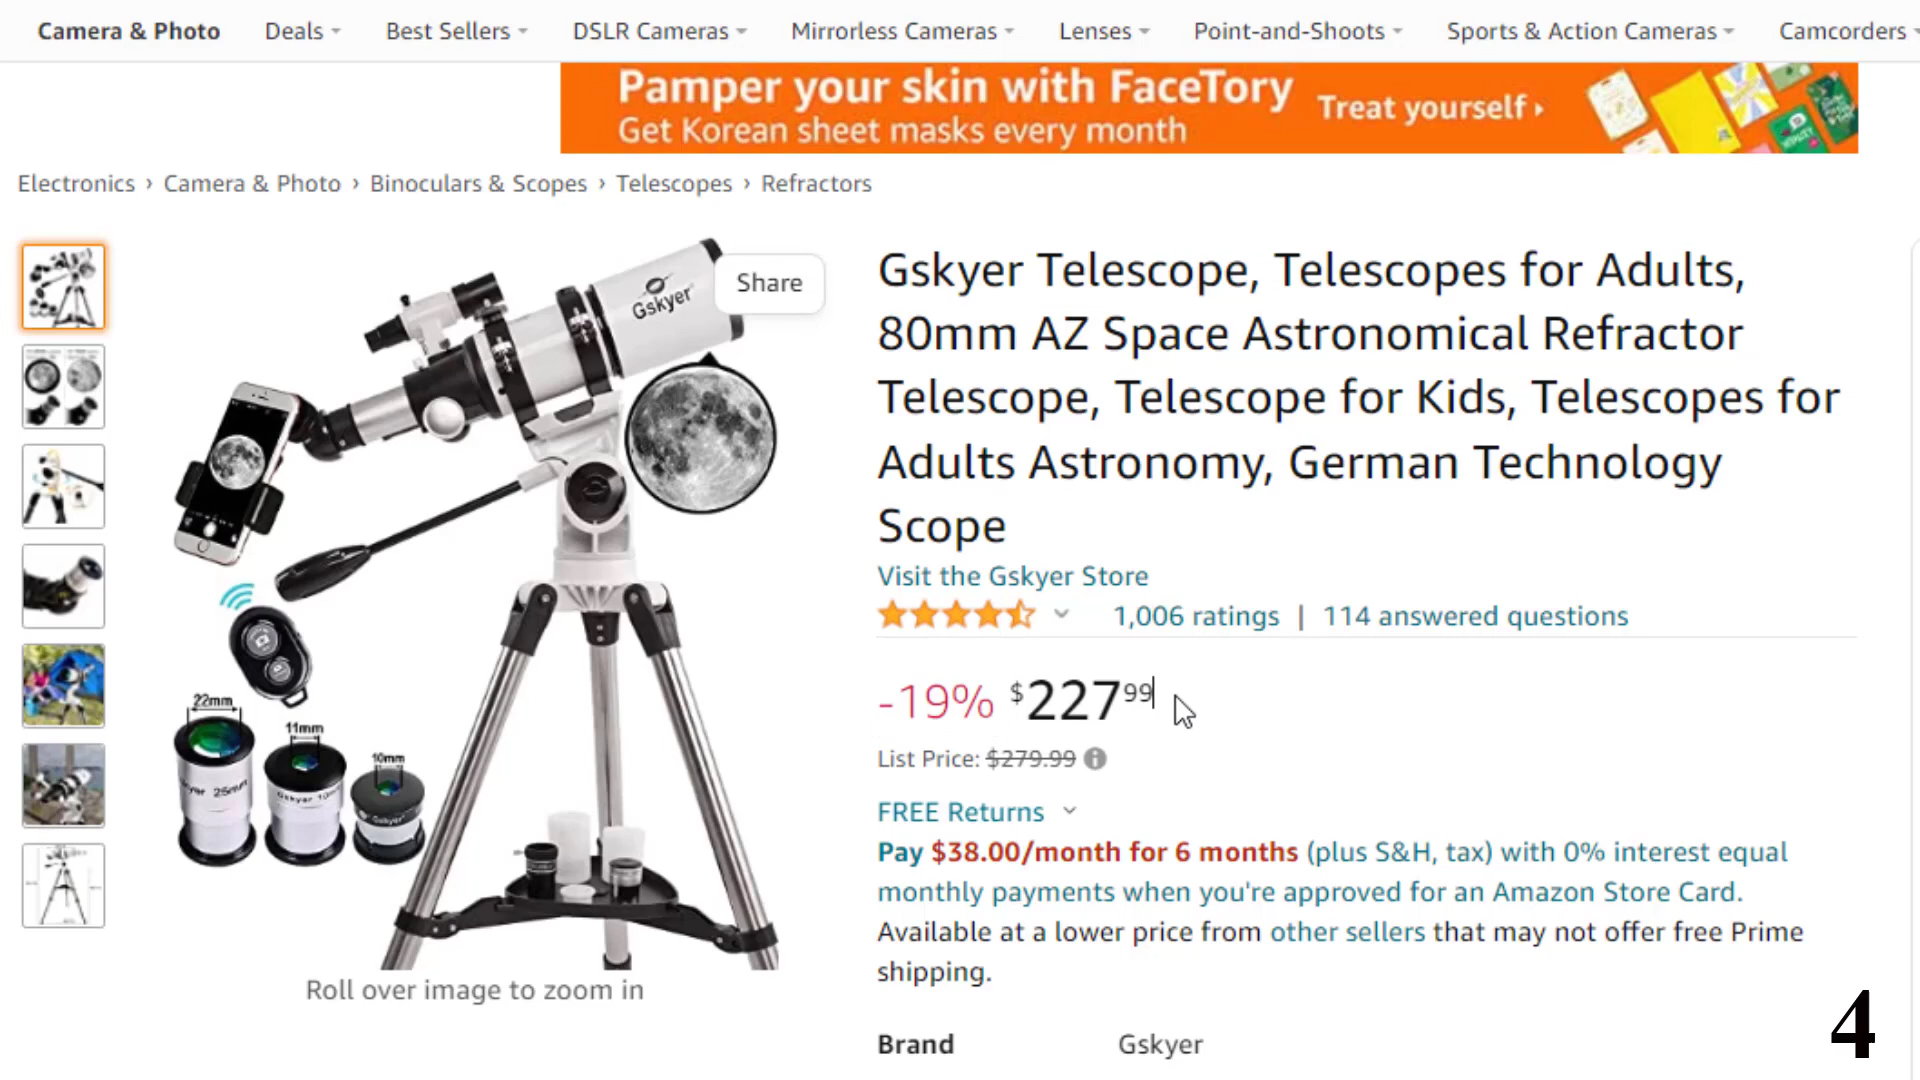 Camera & Photo Deals Best Sellers DSLR Cameras Mirrorless Cameras Lenses Point-and-Shoots Sports & Action Cameras Camcorders
Pamper your skin with FaceTory
Get Korean sheet masks every month
Treat yourself
Electronics › Camera & Photo › Binoculars & Scopes › Telescopes › Refractors
Share
Gskyer
Gskyer Telescope, Telescopes for Adults,
80mm AZ Space Astronomical Refractor
Telescope, Telescope for Kids, Telescopes for
Adults Astronomy, German Technology
Scope
Visit the Gskyer Store
1,006 ratings | 114 answered questions
-19% $227 99
List Price: $279.99
FREE Returns
Pay $38.00/month for 6 months (plus S&H, tax) with 0% interest equal
monthly payments when you're approved for an Amazon Store Card.
Available at a lower price from other sellers that may not offer free Prime
shipping.
22mm
11mm
10mm
25mm
Gskyer
Roll over image to zoom in
Brand Gskyer
4